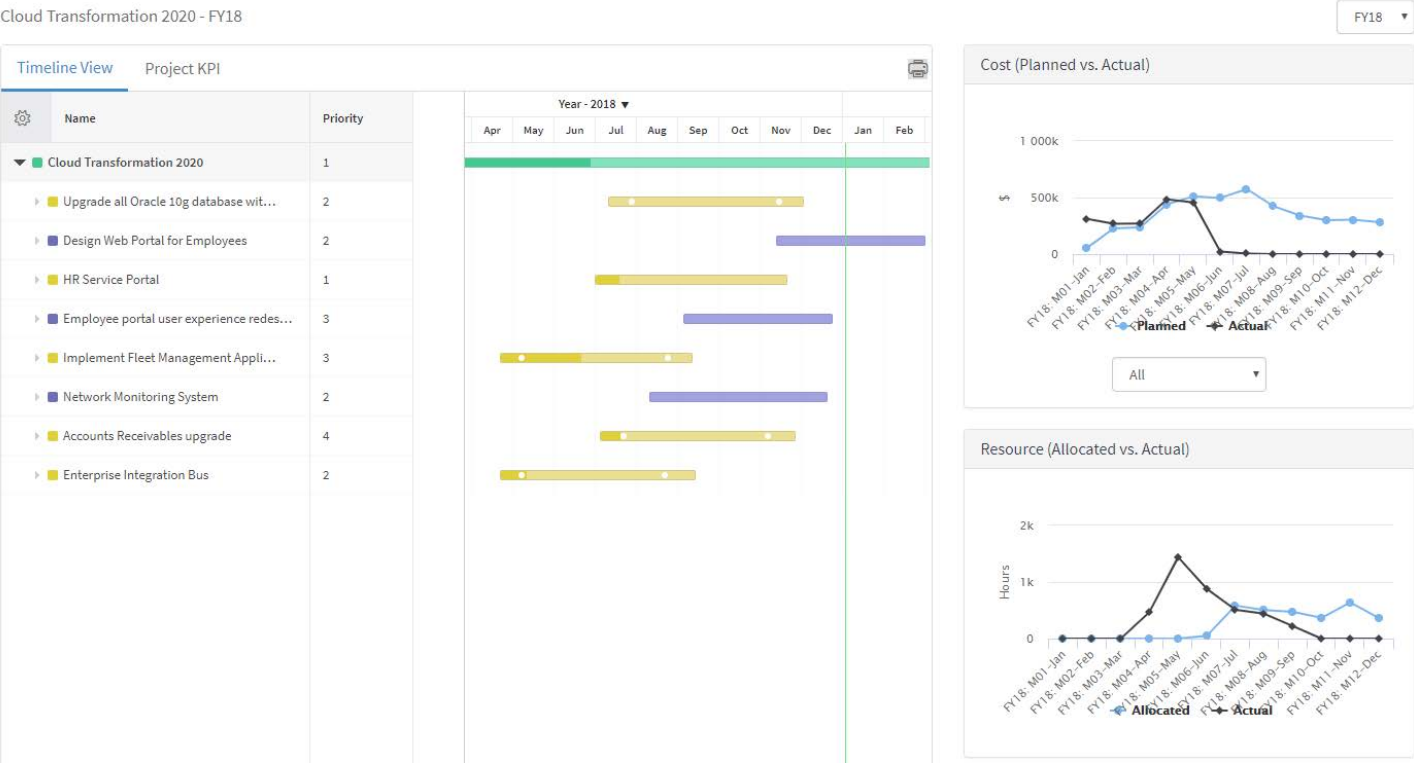 Cloud Transformation 2020 - FY18
FY18
Timeline View Project KPI
Name Priority
Year - 2018
Apr May Jun Jul Aug Sep Oct Nov Dec Jan Feb
Cloud Transformation 2020 1
Upgrade all Oracle 10g database wit... 2
Design Web Portal for Employees 2
HR Service Portal 1
Employee portal user experience redes... 3
Implement Fleet Management Appli... 3
Network Monitoring System 2
Accounts Receivables upgrade 4
Enterprise Integration Bus 2
Cost (Planned vs. Actual)
1 000k
500k
0
$
FY18: M01-Jan
FY18: M02-Feb
FY18: M03-Mar
FY18: M04-Apr
FY18: M05-May
FY18: M06-Jun
FY18: M07-Jul
FY18: M08-Aug
FY18: M09-Sep
FY18: M10-Oct
FY18: M11-Nov
FY18: M12-Dec
Planned Actual
All
Resource (Allocated vs. Actual)
2k
1k
0
Hours
FY18: M01-Jan
FY18: M02-Feb
FY18: M03-Mar
FY18: M04-Apr
FY18: M05-May
FY18: M06-Jun
FY18: M07-Jul
FY18: M08-Aug
FY18: M09-Sep
FY18: M10-Oct
FY18: M11-Nov
FY18: M12-Dec
Allocated Actual